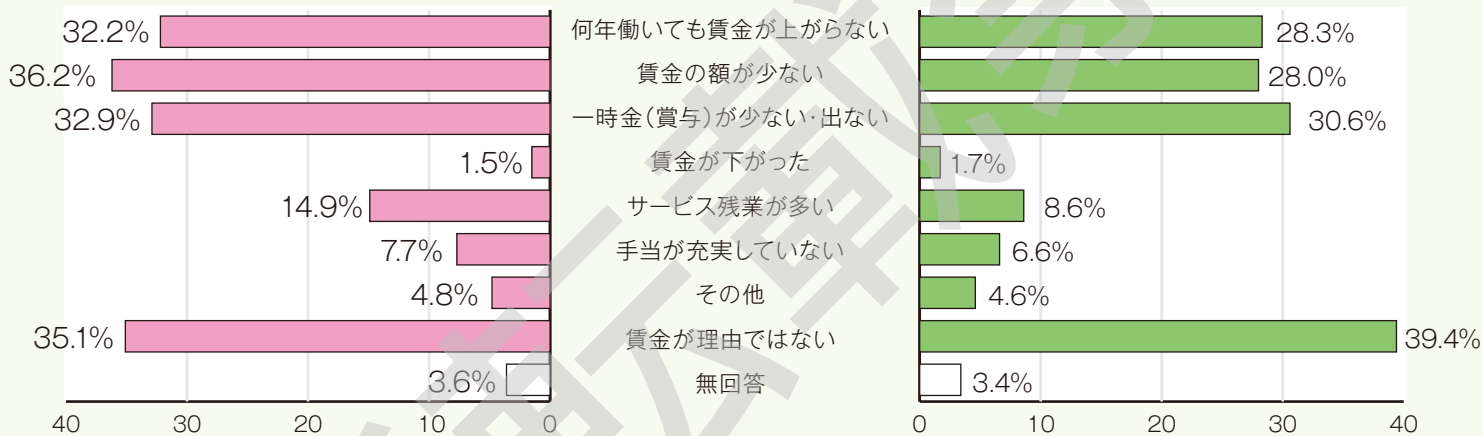 32.2% 何年働いても賃金が上がらない 28.3%
36.2% 賃金の額が少ない 28.0%
32.9% 一時金(賞与)が少ない・出ない 30.6%
1.5% 賃金が下がった 1.7%
14.9% サービス残業が多い 8.6%
7.7% 手当が充実していない 6.6%
4.8% その他 4.6%
35.1% 賃金が理由ではない 39.4%
3.6% 無回答 3.4%
40 30 20 10 0 0 10 20 30 40